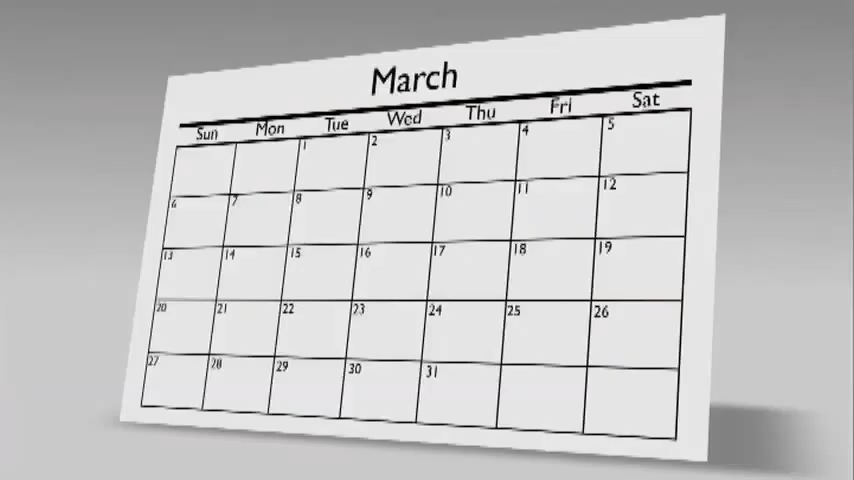 March
Sun Mon Tue Wed Thu Fri Sat
1 2 3 4 5
6 7 8 9 10 11 12
13 14 15 16 17 18 19
20 21 22 23 24 25 26
27 28 29 30 31